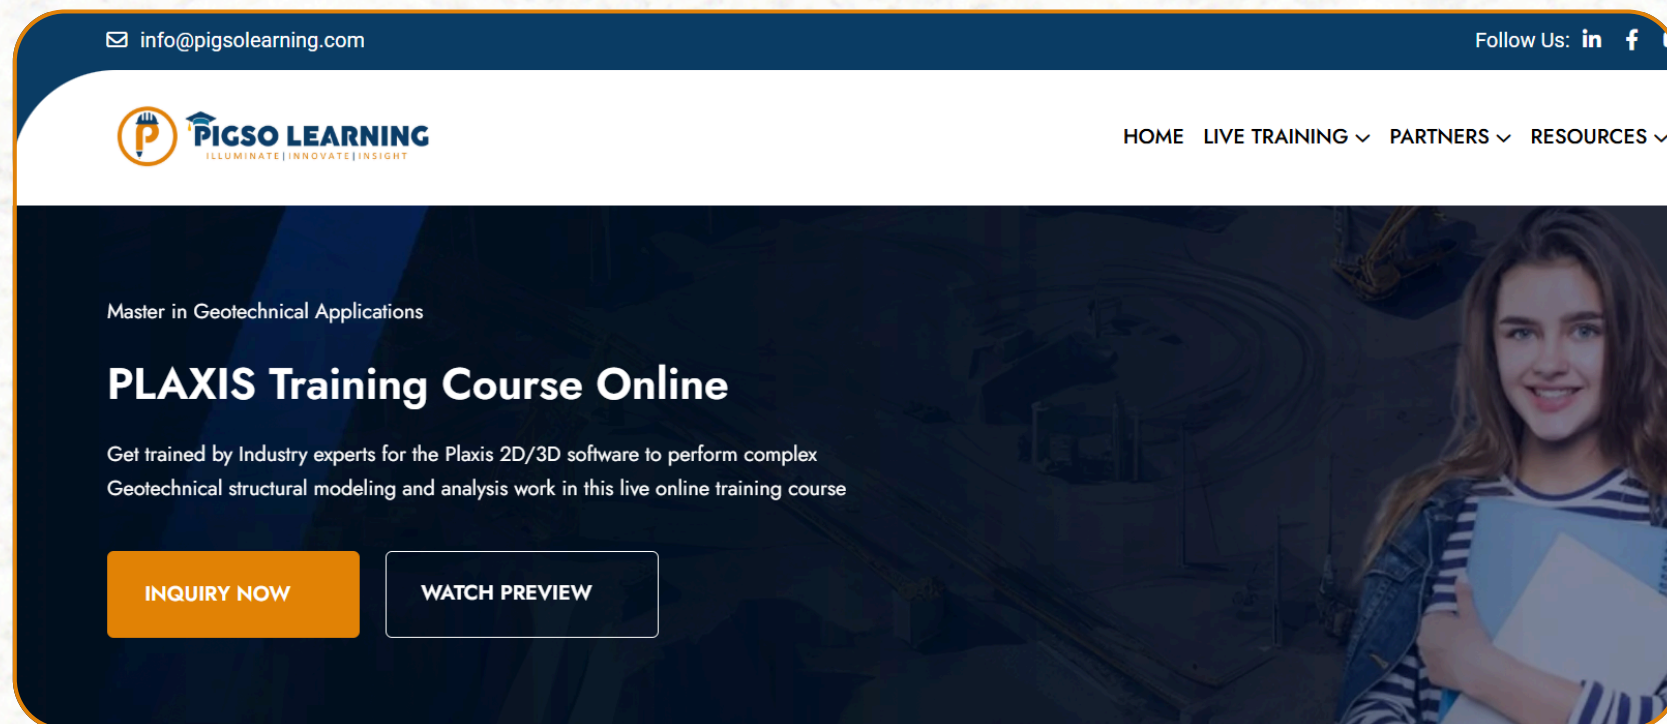 info@pigsolearning.com
Follow Us:
PIGSO LEARNING
ILLUMINATE|INNOVATE|INSIGHT
HOME LIVE TRAINING PARTNERS RESOURCES
Master in Geotechnical Applications
PLAXIS Training Course Online
Get trained by Industry experts for the Plaxis 2D/3D software to perform complex
Geotechnical structural modeling and analysis work in this live online training course
INQUIRY NOW
WATCH PREVIEW